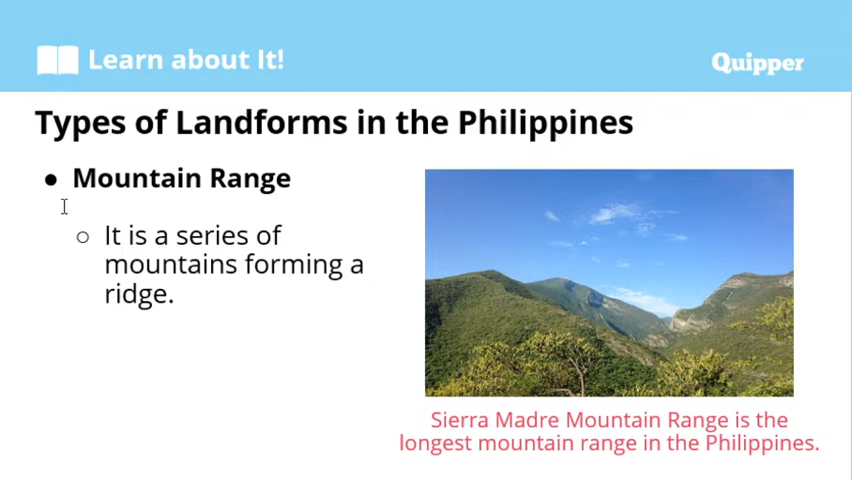 Learn about It!
Quipper
Types of Landforms in the Philippines
● Mountain Range
○ It is a series of
mountains forming a
ridge.
Sierra Madre Mountain Range is the
longest mountain range in the Philippines.